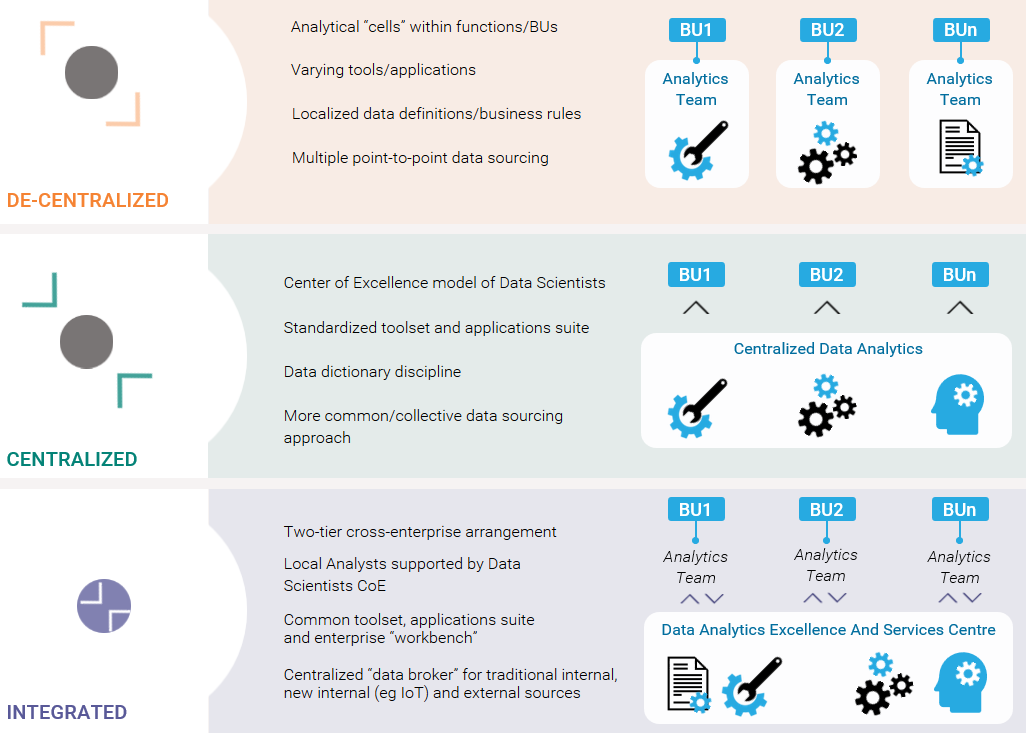 DE-CENTRALIZED
Analytical “cells” within functions/BUs
Varying tools/applications
Localized data definitions/business rules
Multiple point-to-point data sourcing
BU1
Analytics
Team
BU2
Analytics
Team
BUn
Analytics
Team
CENTRALIZED
Center of Excellence model of Data Scientists
Standardized toolset and applications suite
Data dictionary discipline
More common/collective data sourcing
approach
BU1
BU2
BUn
Centralized Data Analytics
INTEGRATED
Two-tier cross-enterprise arrangement
Local Analysts supported by Data
Scientists CoE
Common toolset, applications suite
and enterprise “workbench”
Centralized “data broker” for traditional internal,
new internal (eg IoT) and external sources
BU1
Analytics
Team
BU2
Analytics
Team
BUn
Analytics
Team
Data Analytics Excellence And Services Centre